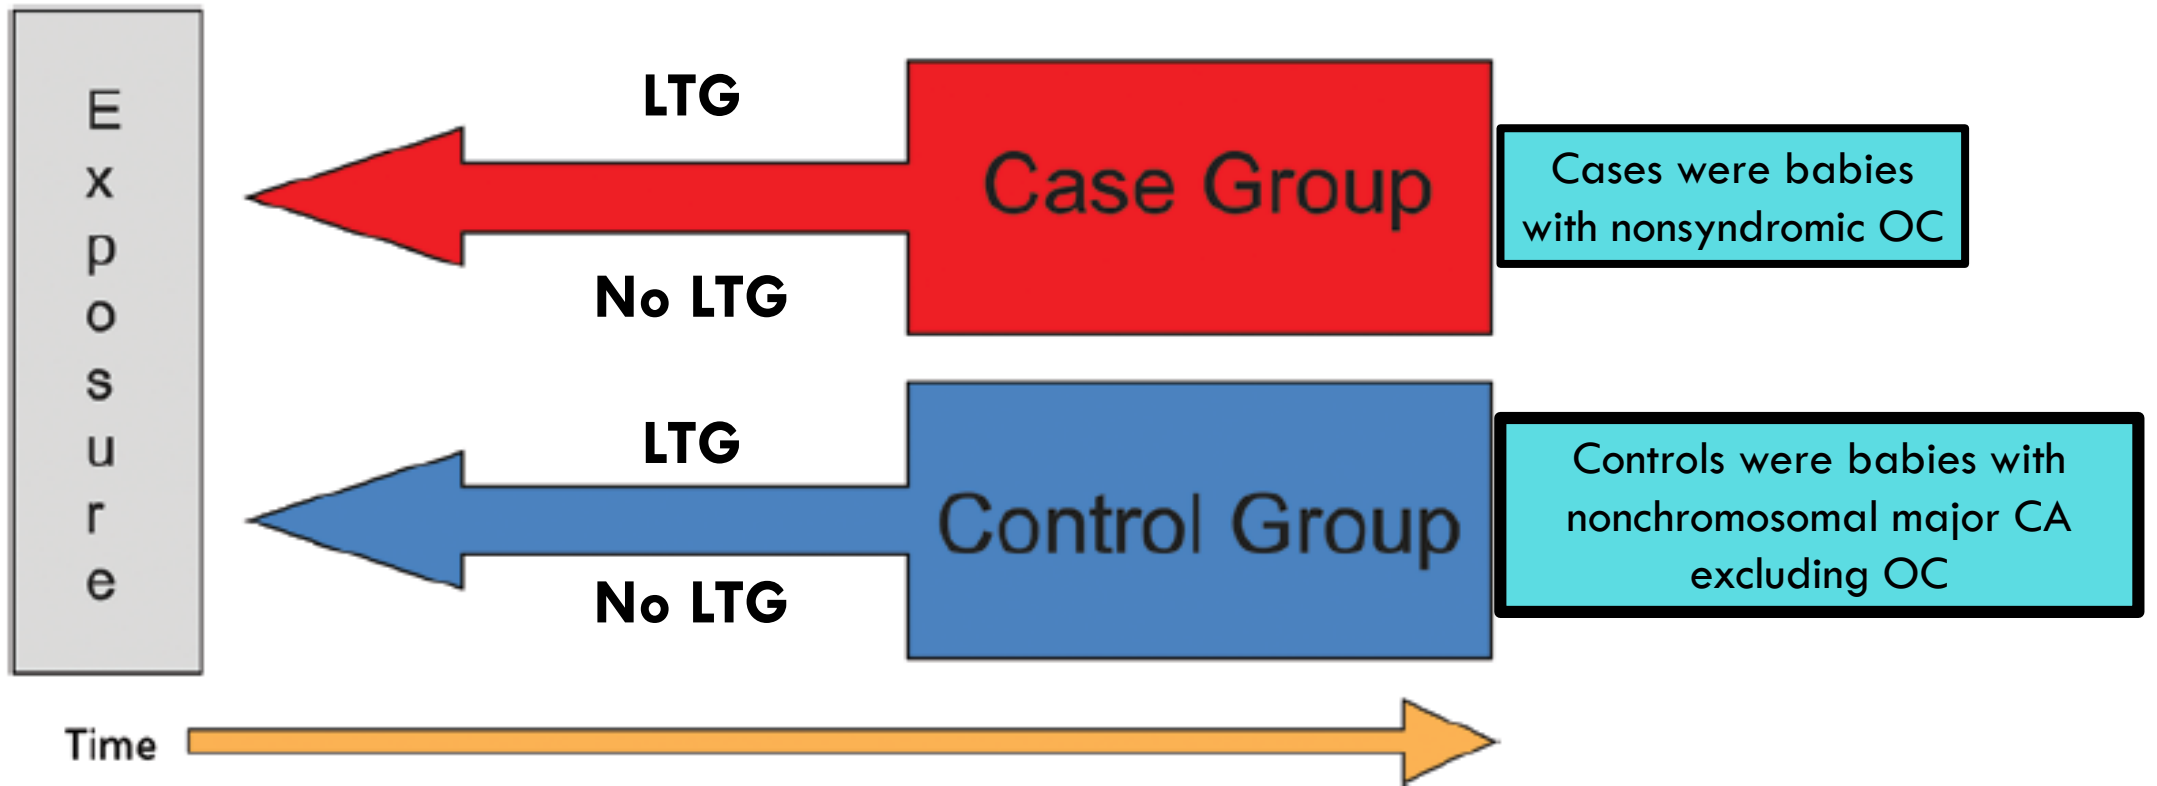 Exposure
LTG
Case Group
No LTG
Cases were babies
with nonsyndromic OC
LTG
Control Group
No LTG
Controls were babies with
nonchromosomal major CA
excluding OC
Time